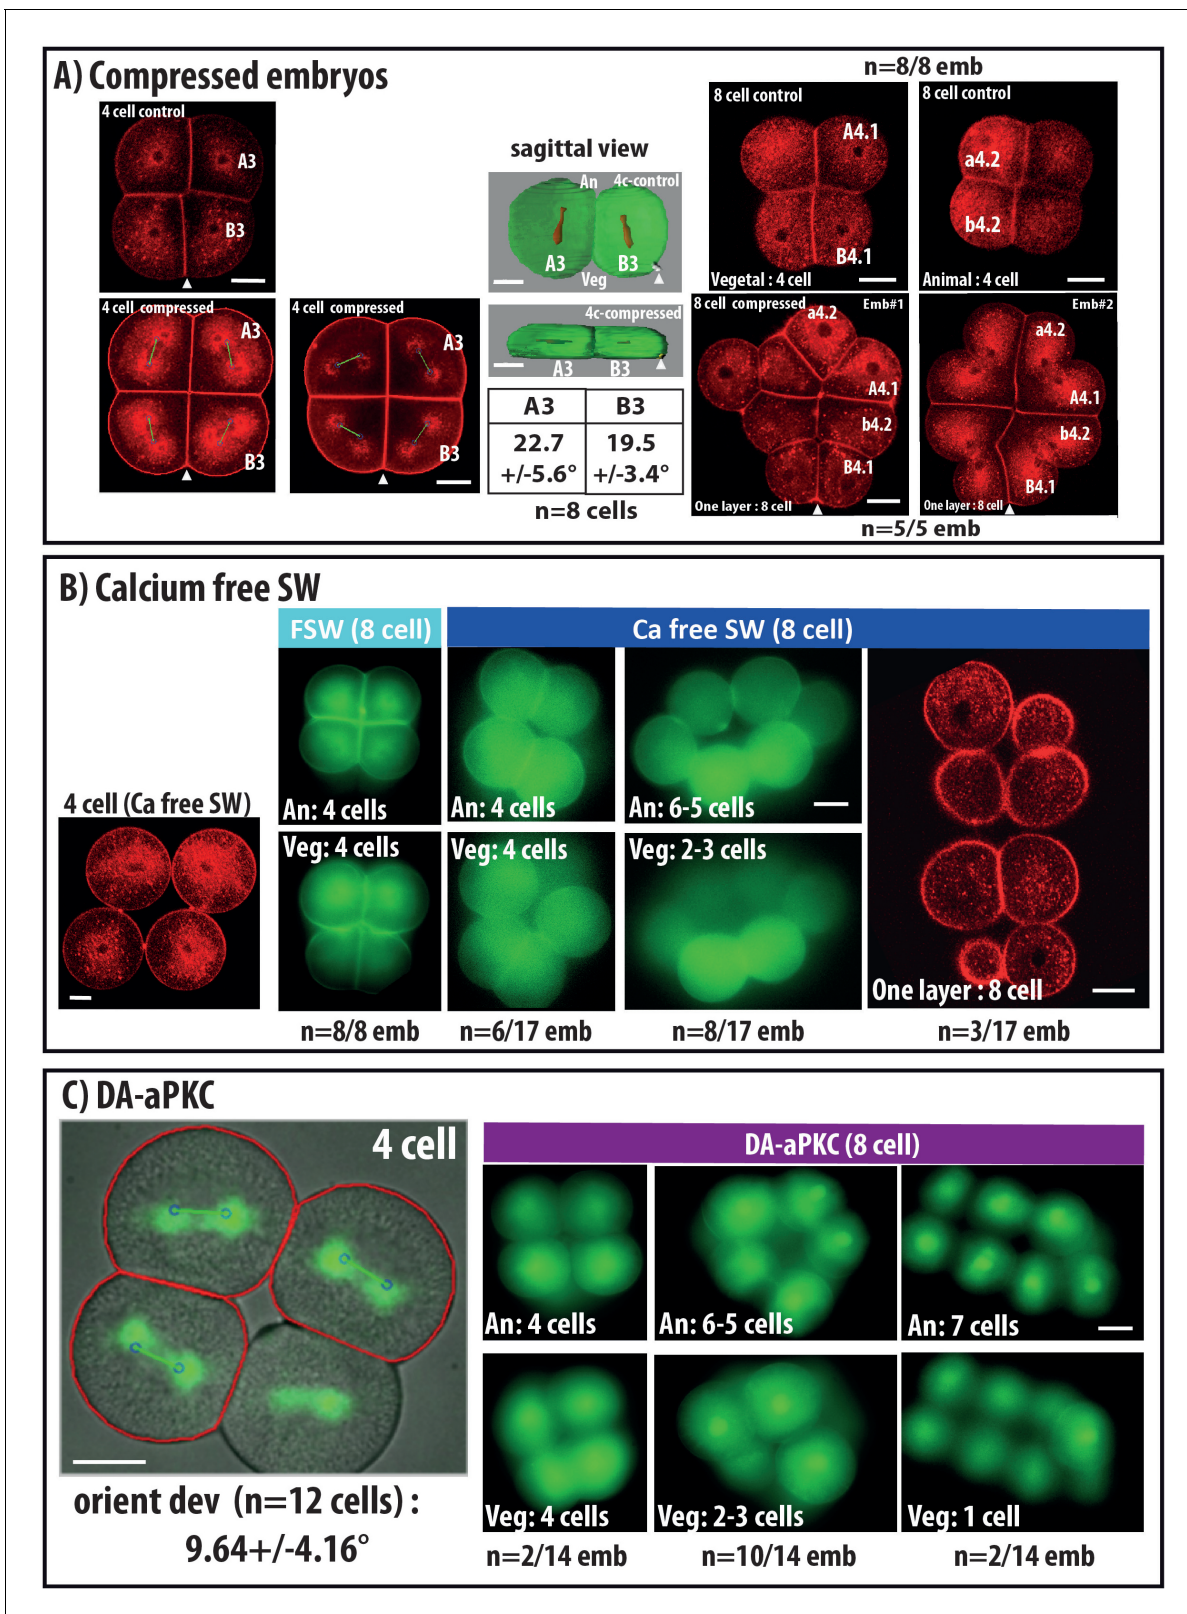 A) Compressed embryos
n=8/8 emb
4 cell control
A3
B3
sagittal view
An
4c-control
A3
B3
Veg
8 cell control
A4.1
B4.1
Vegetal : 4 cell
8 cell control
a4.2
b4.2
Animal : 4 cell
4 cell compressed
A3
B3
4 cell compressed
A3
B3
4c-compressed
A3
B3
A3 B3
22.7 19.5
+/-5.6° +/-3.4°
n=8 cells
8 cell compressed
Emb#1
a4.2
A4.1
b4.2
B4.1
One layer : 8 cell
Emb#2
a4.2
A4.1
b4.2
B4.1
One layer : 8 cell
n=5/5 emb
B) Calcium free SW
FSW (8 cell)
Ca free SW (8 cell)
4 cell (Ca free SW)
An: 4 cells
An: 4 cells
An: 6-5 cells
Veg: 4 cells
Veg: 4 cells
Veg: 2-3 cells
One layer : 8 cell
n=8/8 emb
n=6/17 emb
n=8/17 emb
n=3/17 emb
C) DA-aPKC
4 cell
DA-aPKC (8 cell)
An: 4 cells
An: 6-5 cells
An: 7 cells
Veg: 4 cells
Veg: 2-3 cells
Veg: 1 cell
orient dev (n=12 cells) :
9.64+/-4.16°
n=2/14 emb
n=10/14 emb
n=2/14 emb